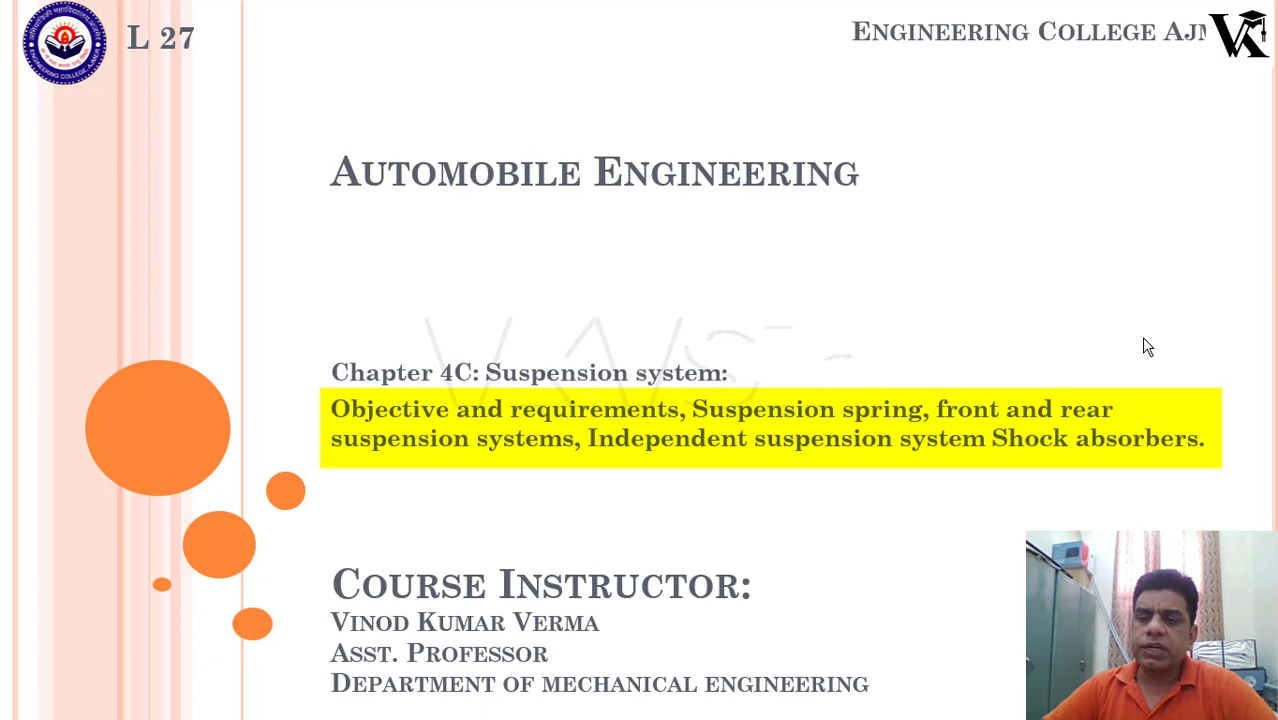 L 27
ENGINEERING COLLEGE
VK
AUTOMOBILE ENGINEERING
Chapter 4C: Suspension system:
Objective and requirements, Suspension spring, front and rear
suspension systems, Independent suspension system Shock absorbers.
COURSE INSTRUCTOR:
VINOD KUMAR VERMA
ASST. PROFESSOR
DEPARTMENT OF MECHANICAL ENGINEERING